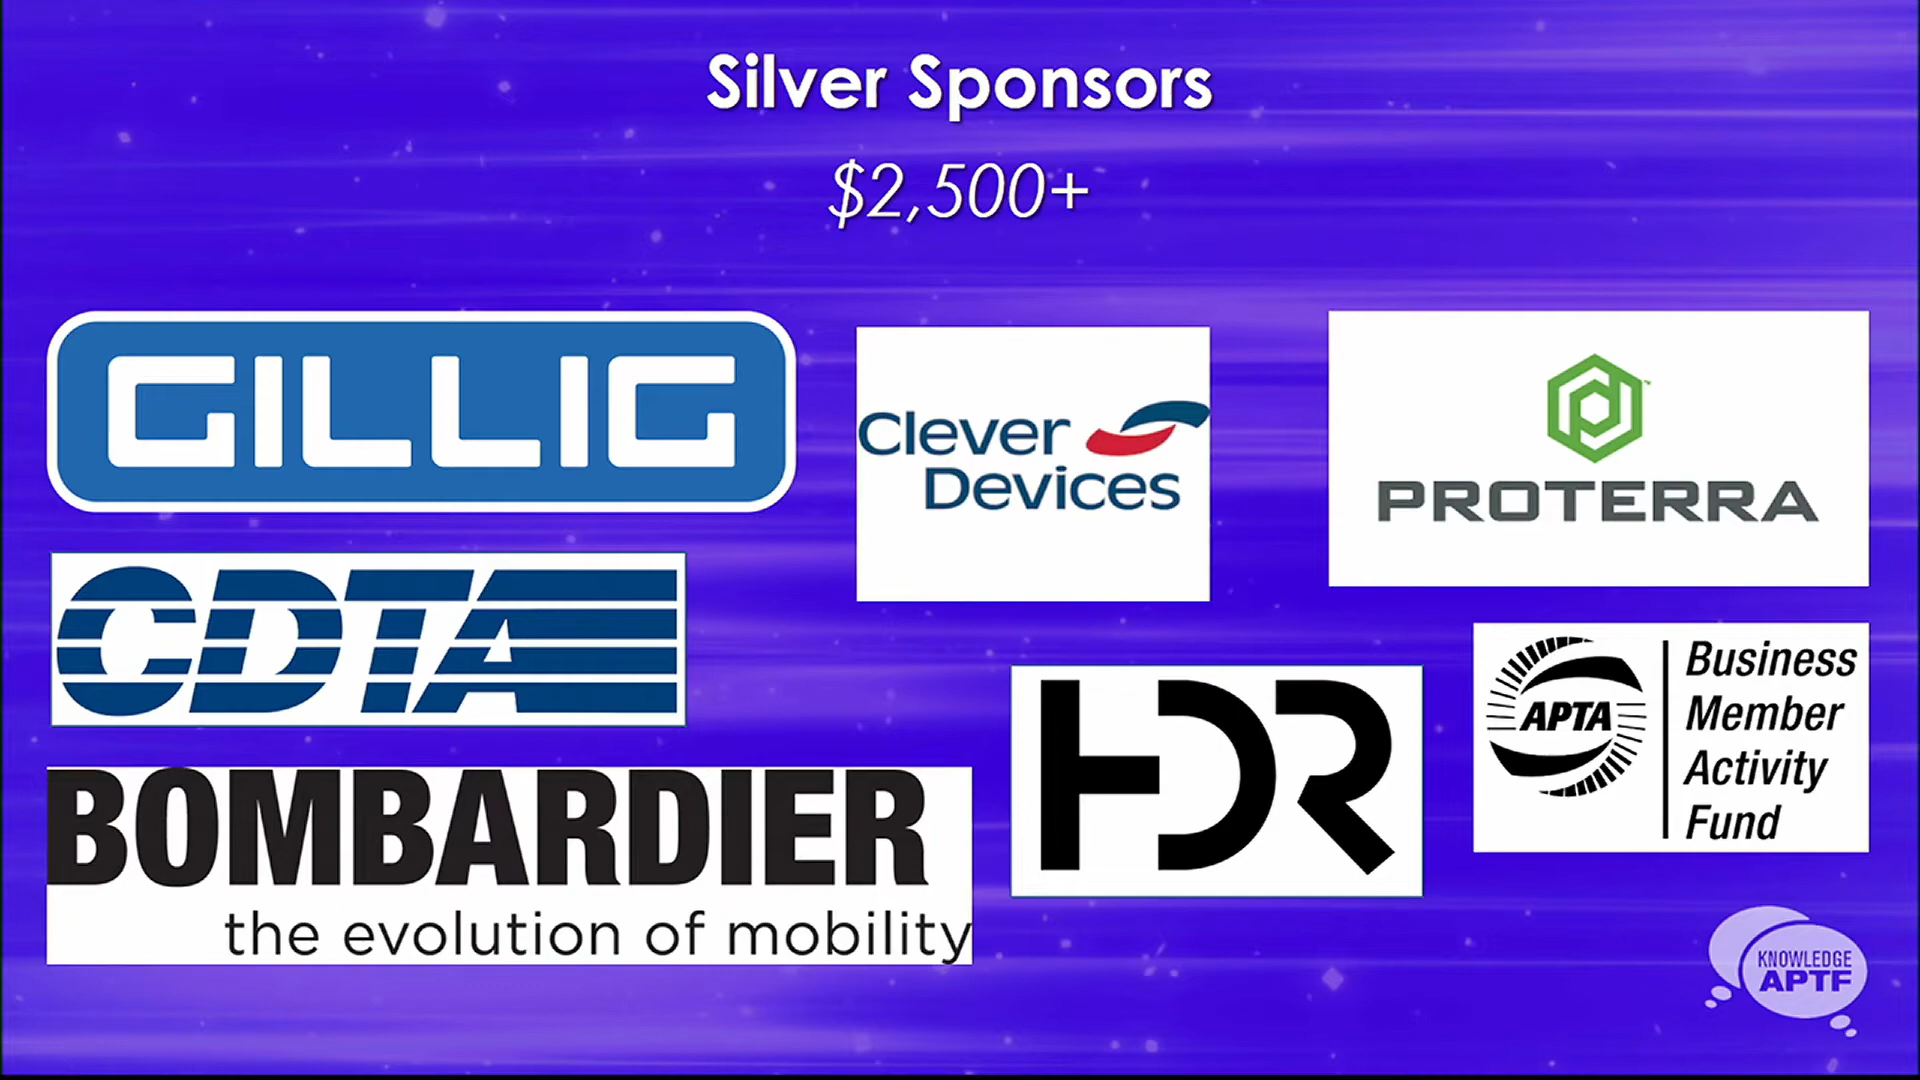 Silver Sponsors
$2,500+
GILLIG
Clever
Devices
PROTERRA
™
CDTA
BOMBARDIER
the evolution of mobility
HDR
APTA
Business
Member
Activity
Fund
KNOWLEDGE
APTF